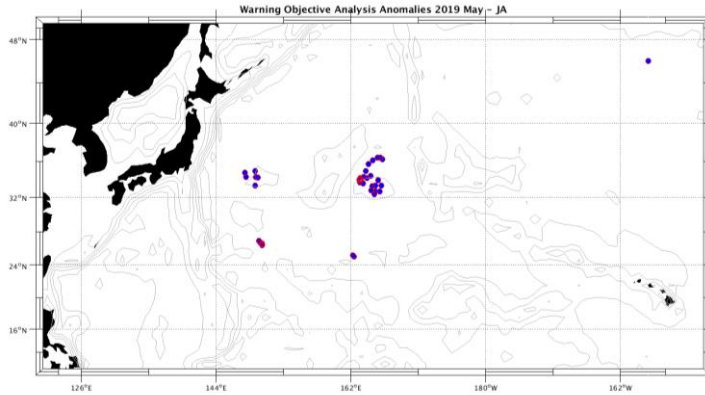 Warning Objective Analysis Anomalies 2019 May - JA
48°N
40°N
32°N
24°N
16°N
126°E 144°E 162°E 180°W 162°W